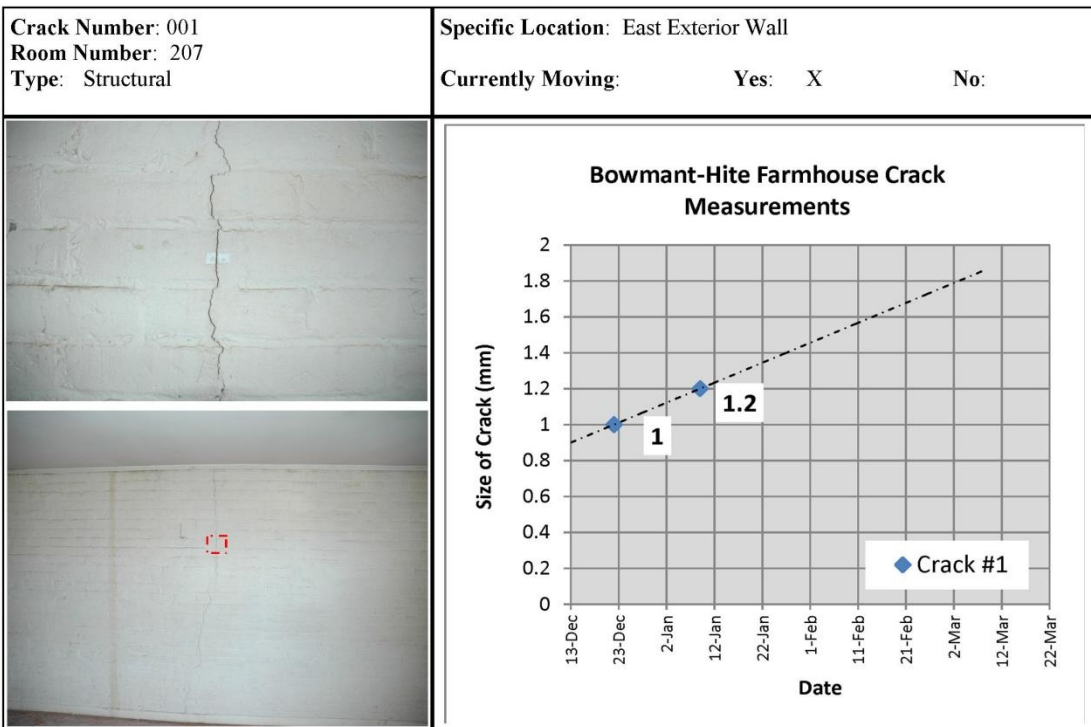 Crack Number: 001
Room Number: 207
Type: Structural
Specific Location: East Exterior Wall
Currently Moving: Yes: X No:
Bowmant-Hite Farmhouse Crack
Measurements
Size of Crack (mm)
2
1.8
1.6
1.4
1.2
1
0.8
0.6
0.4
0.2
0
1.2
1
Crack #1
13-Dec
23-Dec
2-Jan
12-Jan
22-Jan
1-Feb
11-Feb
21-Feb
2-Mar
12-Mar
22-Mar
Date